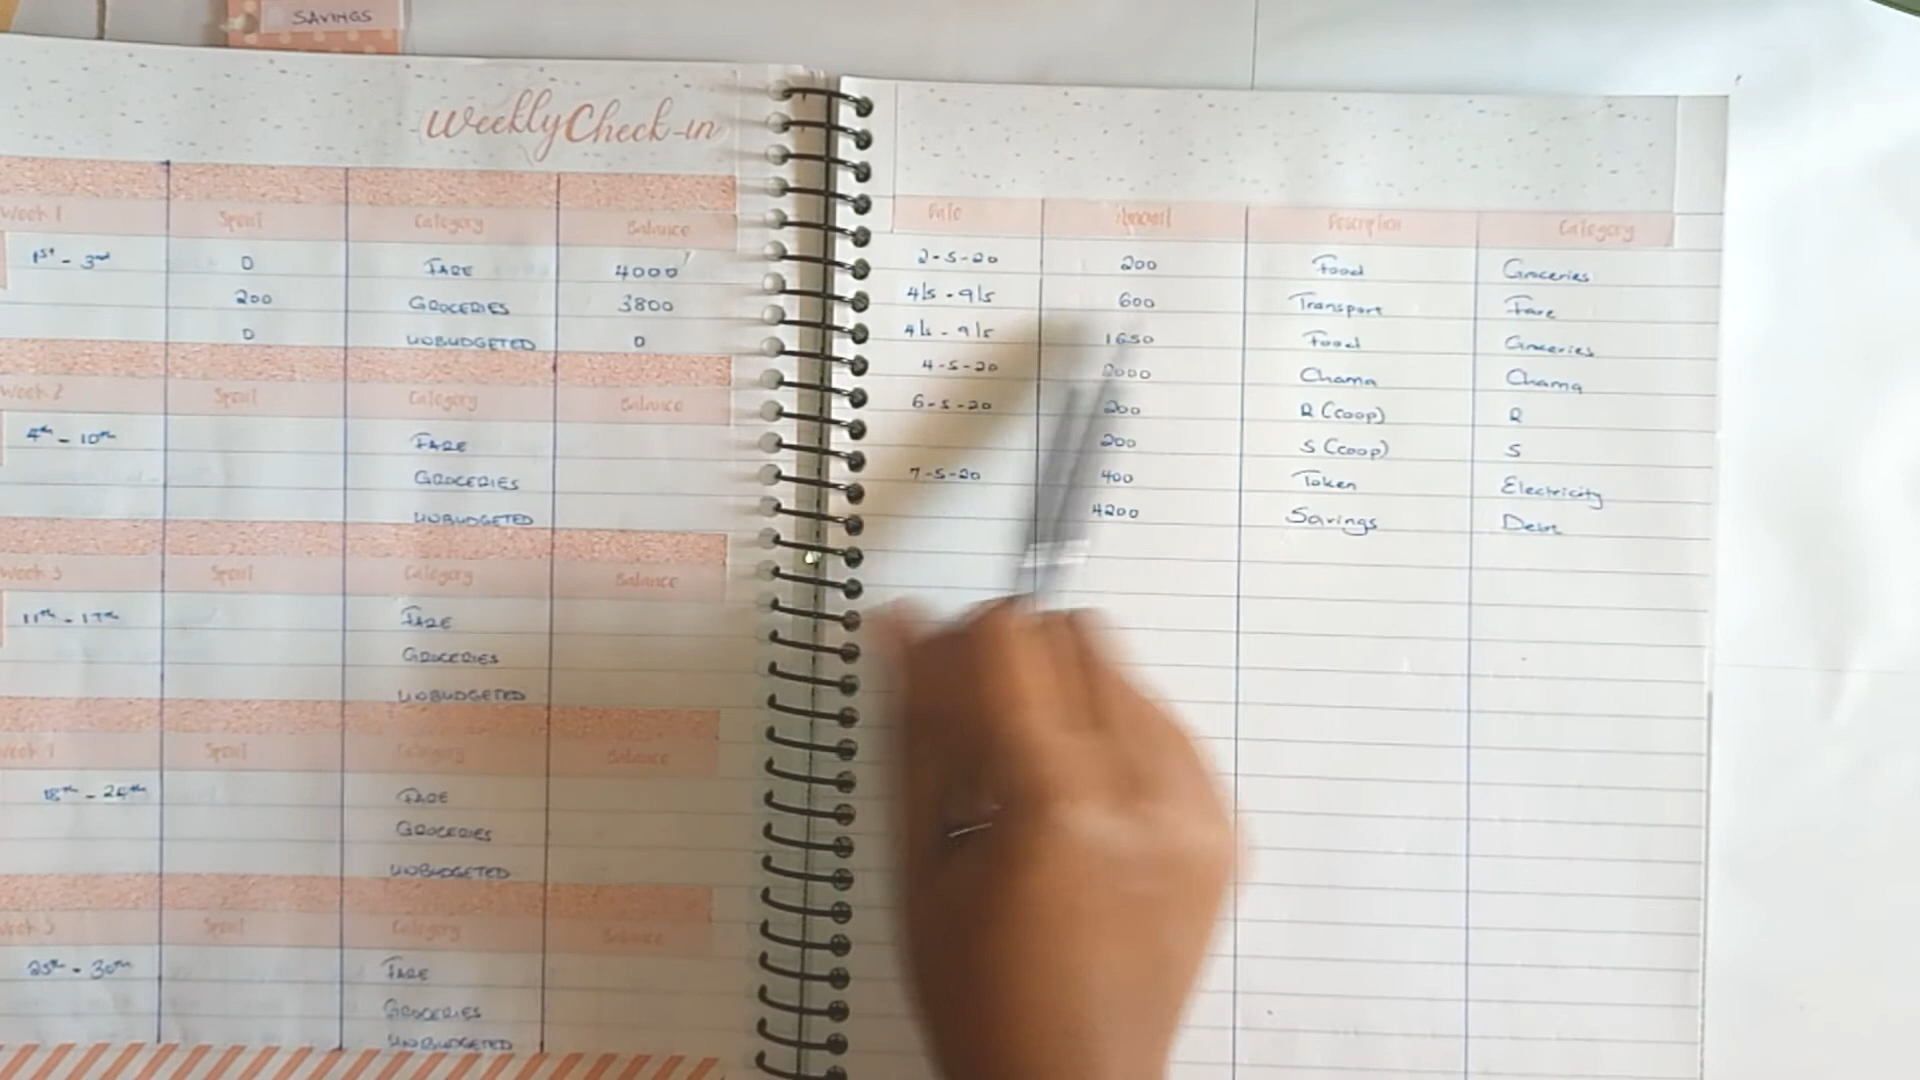 SAVINGS
Weekly Check-in
Week 1 Spent Category Balance
1st - 3rd 0 FARE 4000
200 GROCERIES 3800
0 UNBUDGETED 0
Week 2 Spent Category Balance
4th - 10th FARE
GROCERIES
UNBUDGETED
Week 3 Spent Category Balance
11th - 17th FARE
GROCERIES
UNBUDGETED
Week 4 Spent Category Balance
18th - 24th FARE
GROCERIES
UNBUDGETED
Week 5 Spent Category Balance
25th - 30th FARE
GROCERIES
UNBUDGETED
Date Amount Description Category
2-5-20 200 Food Groceries
4/5 - 9/5 600 Transport Fare
4/5 - 9/5 1650 Food Groceries
4-5-20 2000 Chama Chama
6-5-20 200 R (coop) R
200 S (coop) S
7-5-20 400 Token Electricity
4200 Savings Debt